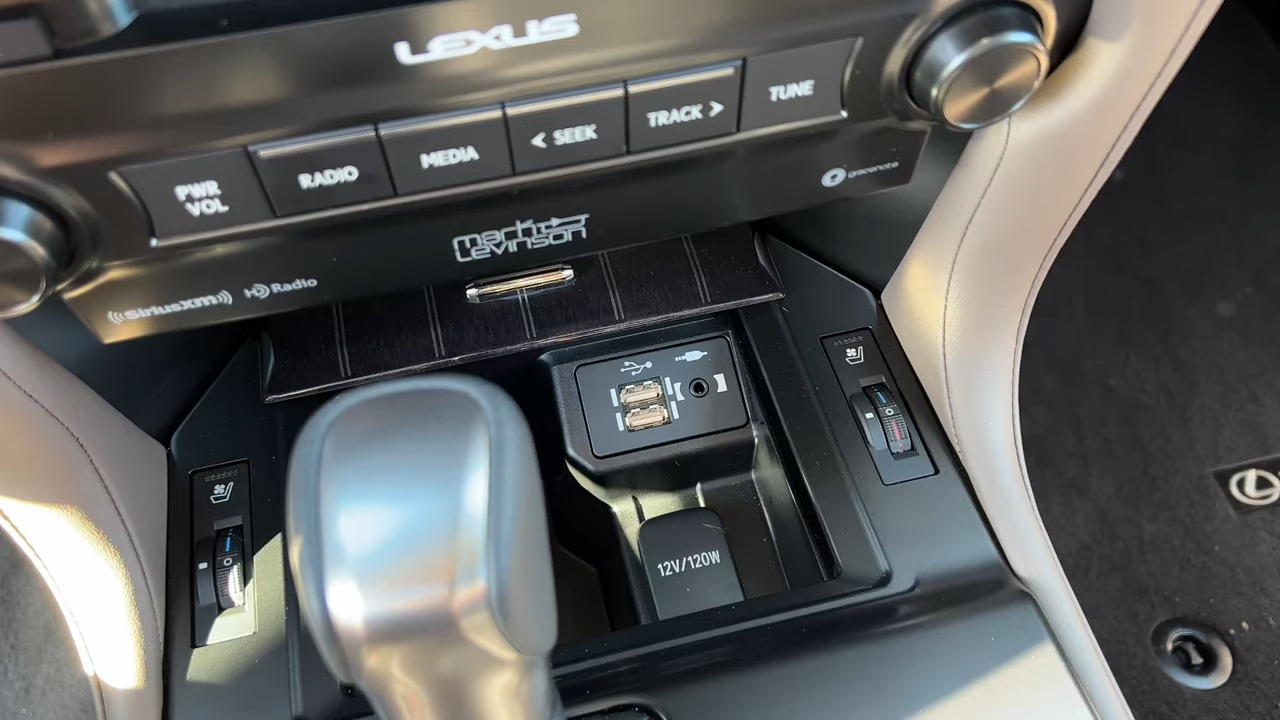 LEXUS
PWR
VOL
RADIO
MEDIA
< SEEK
TRACK >
TUNE
gracenote
mark
Levinson
SiriusXM
HD Radio
12V/120W